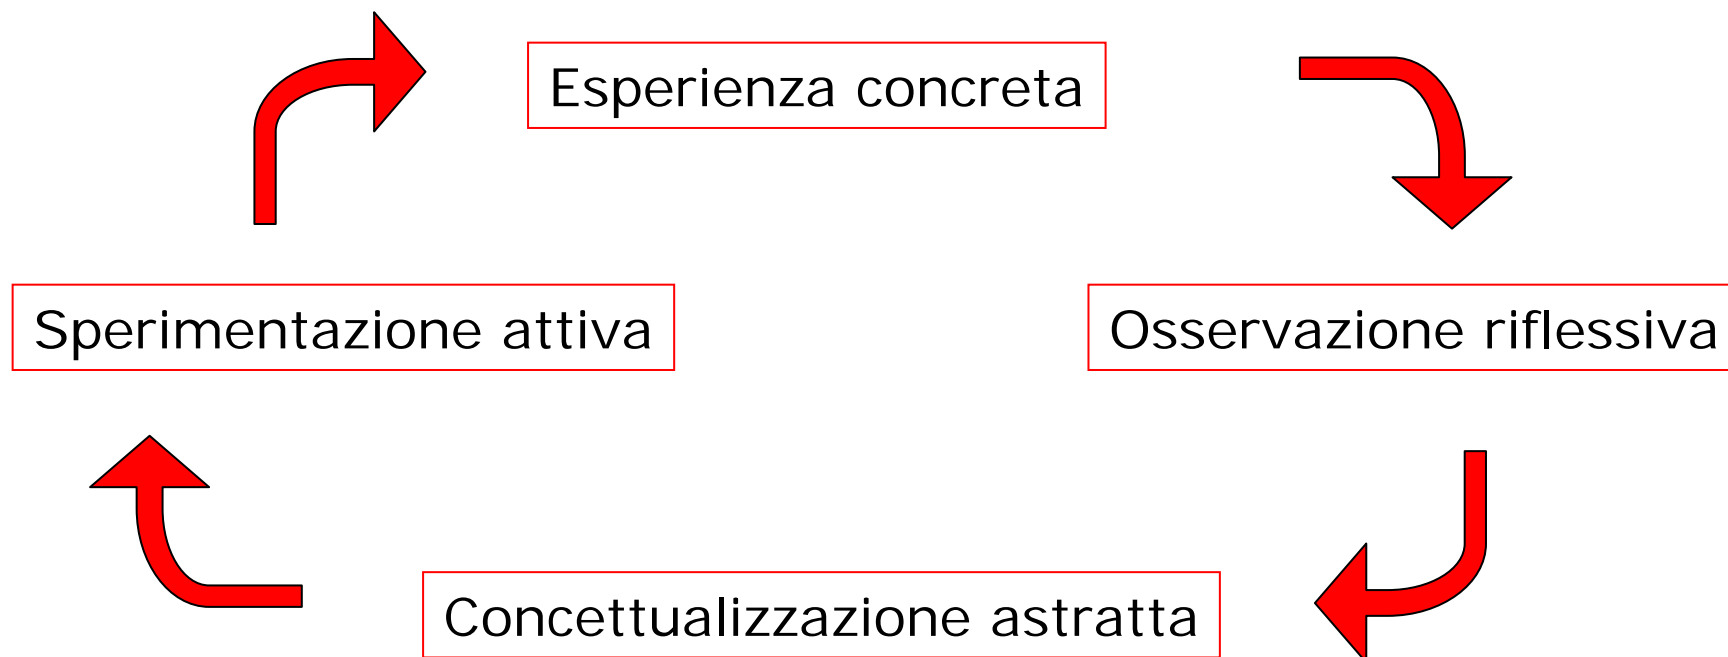 Esperienza concreta
Sperimentazione attiva
Osservazione riflessiva
Concettualizzazione astratta